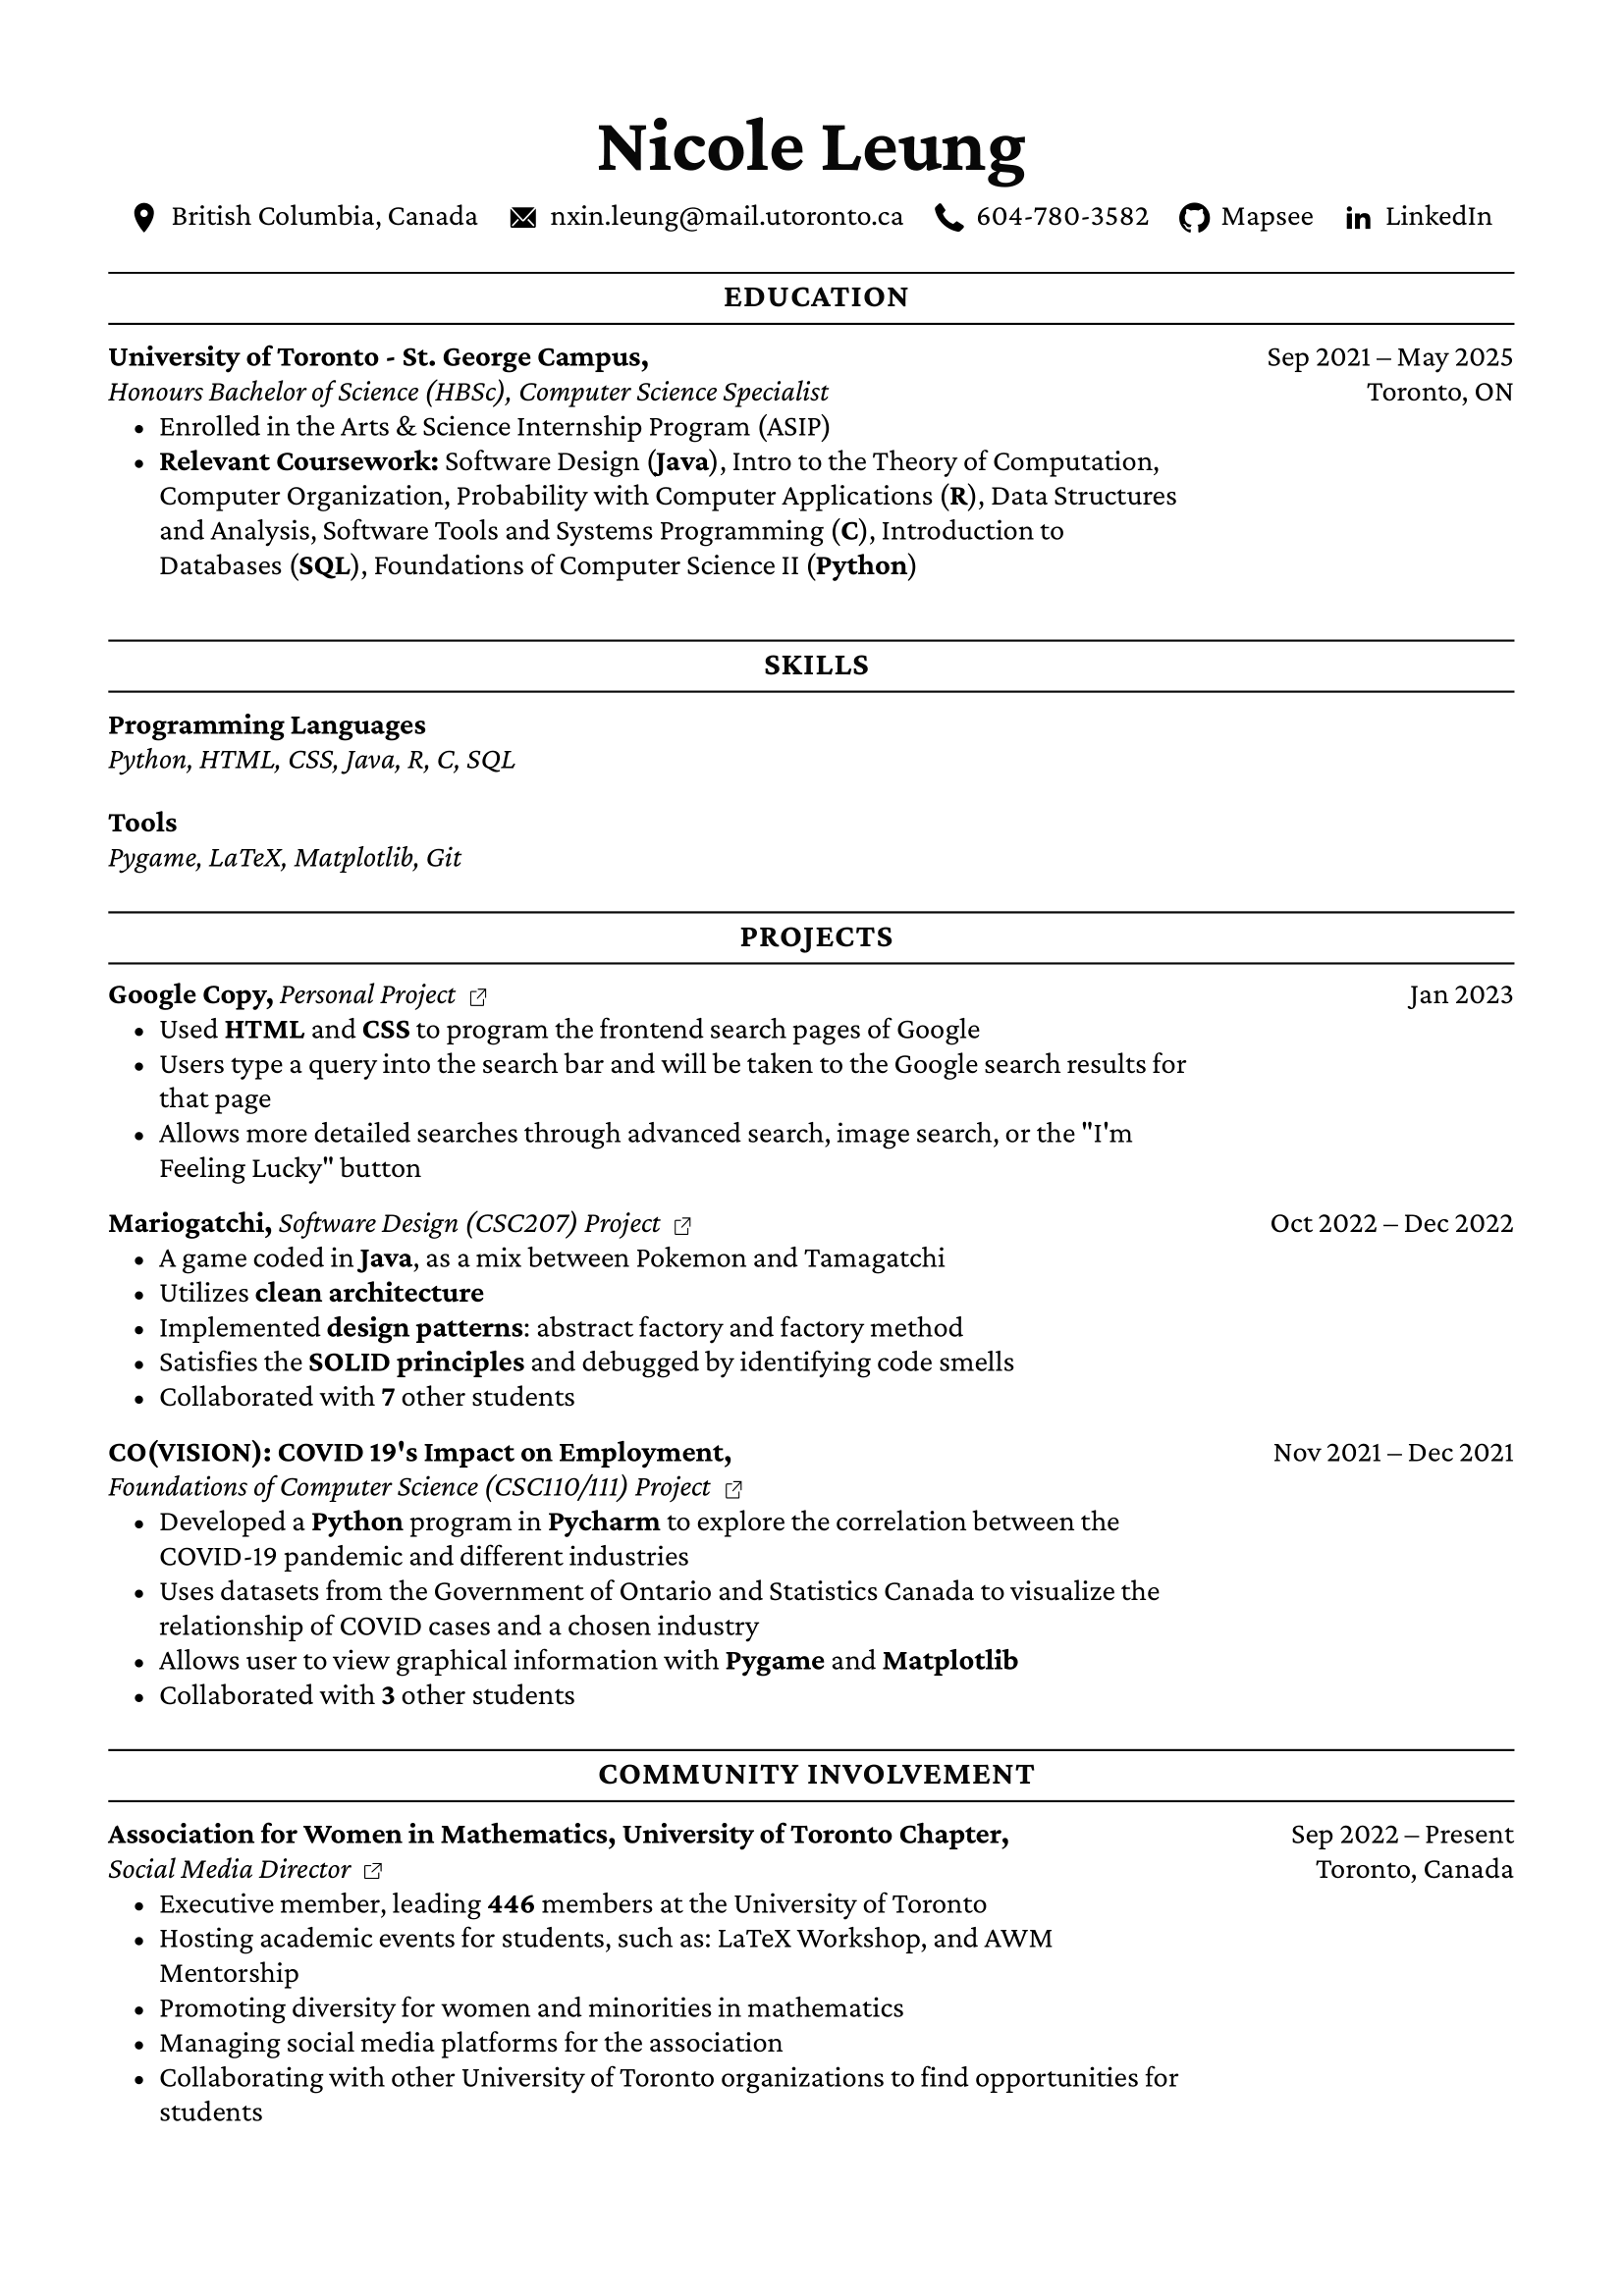 Nicole Leung
British Columbia, Canada nxin.leung@mail.utoronto.ca 604-780-3582 Mapsee LinkedIn
EDUCATION
University of Toronto - St. George Campus, Sep 2021 – May 2025
Honours Bachelor of Science (HBSc), Computer Science Specialist Toronto, ON
• Enrolled in the Arts & Science Internship Program (ASIP)
• Relevant Coursework: Software Design (Java), Intro to the Theory of Computation,
Computer Organization, Probability with Computer Applications (R), Data Structures
and Analysis, Software Tools and Systems Programming (C), Introduction to
Databases (SQL), Foundations of Computer Science II (Python)
SKILLS
Programming Languages
Python, HTML, CSS, Java, R, C, SQL
Tools
Pygame, LaTeX, Matplotlib, Git
PROJECTS
Google Copy, Personal Project Jan 2023
• Used HTML and CSS to program the frontend search pages of Google
• Users type a query into the search bar and will be taken to the Google search results for
that page
• Allows more detailed searches through advanced search, image search, or the "I'm
Feeling Lucky" button
Mariogatchi, Software Design (CSC207) Project Oct 2022 – Dec 2022
• A game coded in Java, as a mix between Pokemon and Tamagatchi
• Utilizes clean architecture
• Implemented design patterns: abstract factory and factory method
• Satisfies the SOLID principles and debugged by identifying code smells
• Collaborated with 7 other students
CO(VISION): COVID 19's Impact on Employment, Nov 2021 – Dec 2021
Foundations of Computer Science (CSC110/111) Project
• Developed a Python program in Pycharm to explore the correlation between the
COVID-19 pandemic and different industries
• Uses datasets from the Government of Ontario and Statistics Canada to visualize the
relationship of COVID cases and a chosen industry
• Allows user to view graphical information with Pygame and Matplotlib
• Collaborated with 3 other students
COMMUNITY INVOLVEMENT
Association for Women in Mathematics, University of Toronto Chapter, Sep 2022 – Present
Social Media Director Toronto, Canada
• Executive member, leading 446 members at the University of Toronto
• Hosting academic events for students, such as: LaTeX Workshop, and AWM
Mentorship
• Promoting diversity for women and minorities in mathematics
• Managing social media platforms for the association
• Collaborating with other University of Toronto organizations to find opportunities for
students